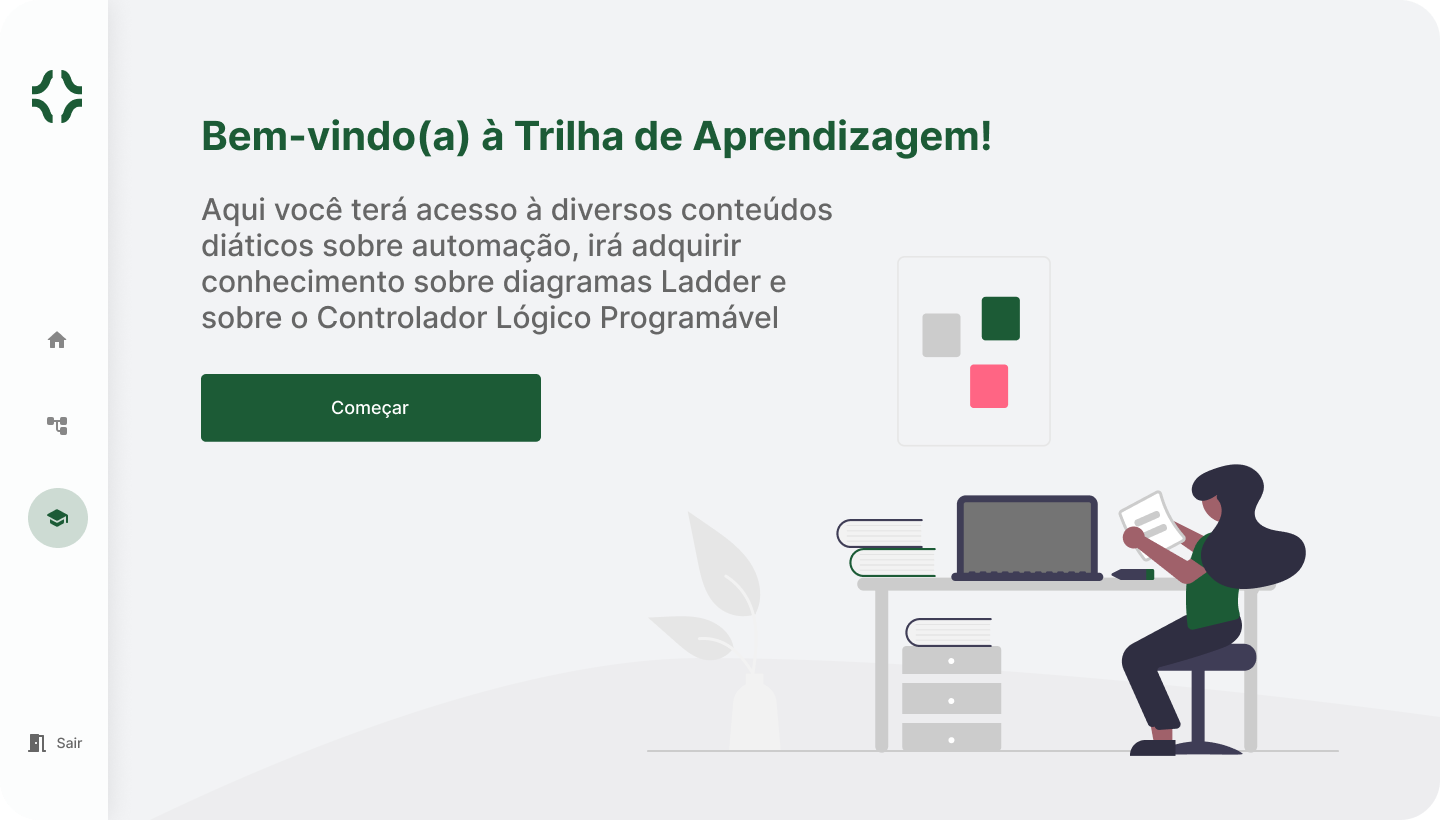 Bem-vindo(a) à Trilha de Aprendizagem!
Aqui você terá acesso à diversos conteúdos
diáticos sobre automação, irá adquirir
conhecimento sobre diagramas Ladder e
sobre o Controlador Lógico Programável
Começar
Sair